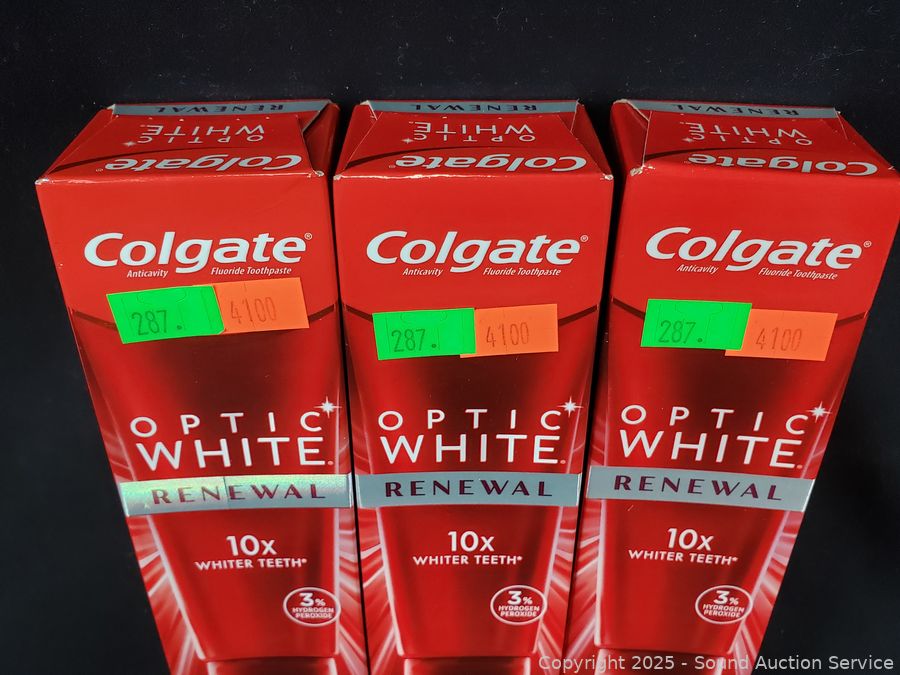 RENEWAL
OPTIC
WHITE
Colgate®
Colgate®
Anticavity Fluoride Toothpaste
287. 4100
OPTIC
WHITE.
RENEWAL
10x
WHITER TEETH*
3%
HYDROGEN
PEROXIDE
RENEWAL
OPTIC
WHITE
Colgate®
Colgate®
Anticavity Fluoride Toothpaste
287. 4100
OPTIC
WHITE.
RENEWAL
10x
WHITER TEETH*
3%
HYDROGEN
PEROXIDE
RENEWAL
OPTIC
WHITE
Colgate®
Colgate®
Anticavity Fluoride Toothpaste
287. 4100
OPTIC
WHITE.
RENEWAL
10x
WHITER TEETH*
3%
HYDROGEN
PEROXIDE
Copyright 2025 - Sound Auction Service